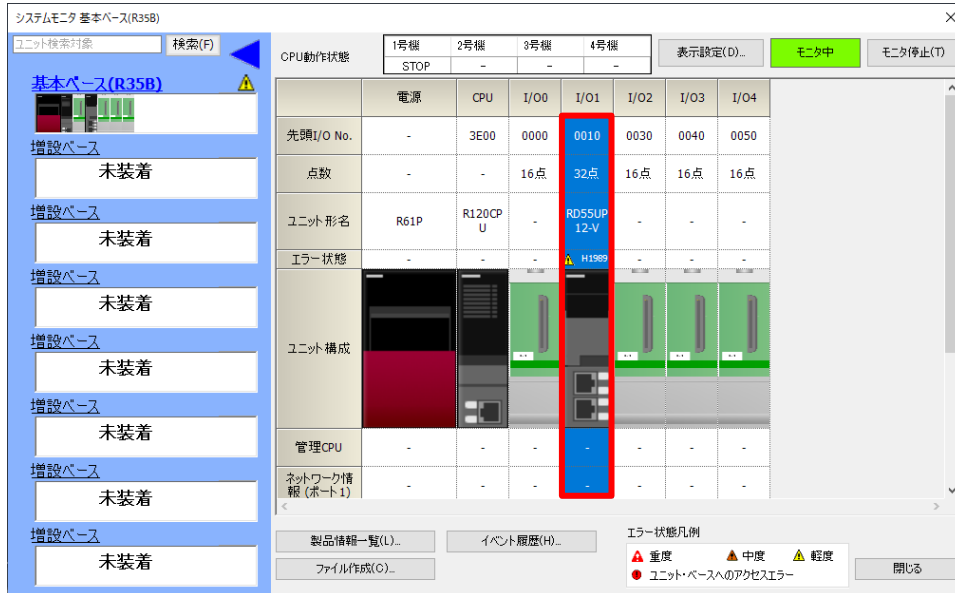 システムモニタ 基本ベース(R35B)
ユニット検索対象 検索(F)
基本ベース(R35B)
増設ベース
未装着
増設ベース
未装着
増設ベース
未装着
増設ベース
未装着
増設ベース
未装着
増設ベース
未装着
増設ベース
未装着
CPU動作状態
1号機 2号機 3号機 4号機
STOP - - -
表示設定(D)... モニタ中 モニタ停止(T)
電源 CPU I/O0 I/O1 I/O2 I/O3 I/O4
先頭I/O No. - 3E00 0000 0010 0030 0040 0050
点数 - - 16点 32点 16点 16点 16点
ユニット形名 R61P R120CP
U - RD55UP
12-V - - -
エラー状態 - - - H1989 - - -
ユニット構成
管理CPU - - - - - - -
ネットワーク情
報(ポート1) - - - - - - -
製品情報一覧(L)... イベント履歴(H)...
ファイル作成(C)...
エラー状態凡例
重度 中度 軽度
ユニット・ベースへのアクセスエラー
閉じる